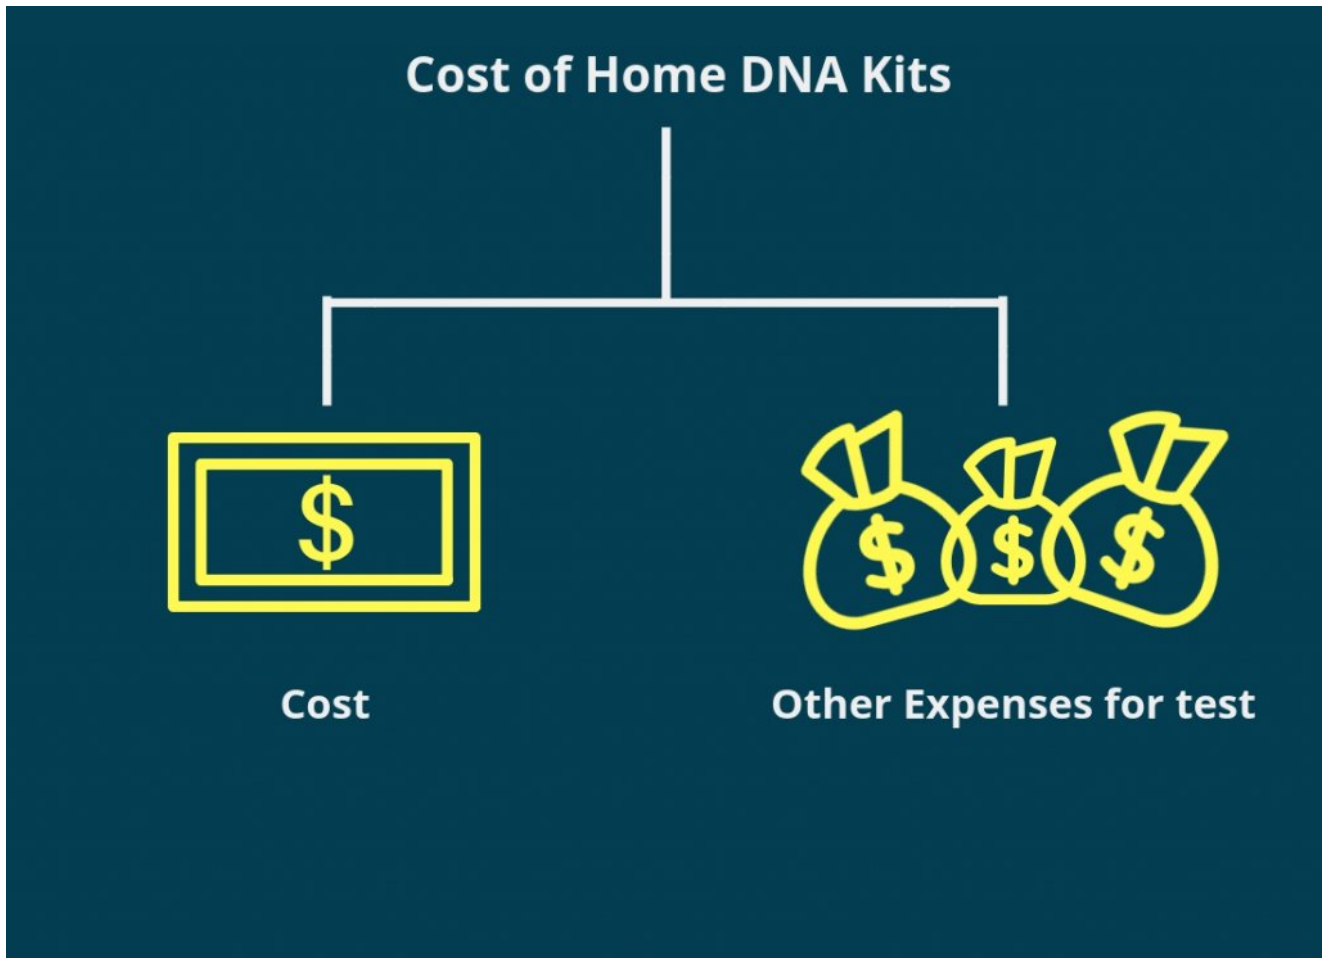 Cost of Home DNA Kits
$
$ $ $
Cost
Other Expenses for test